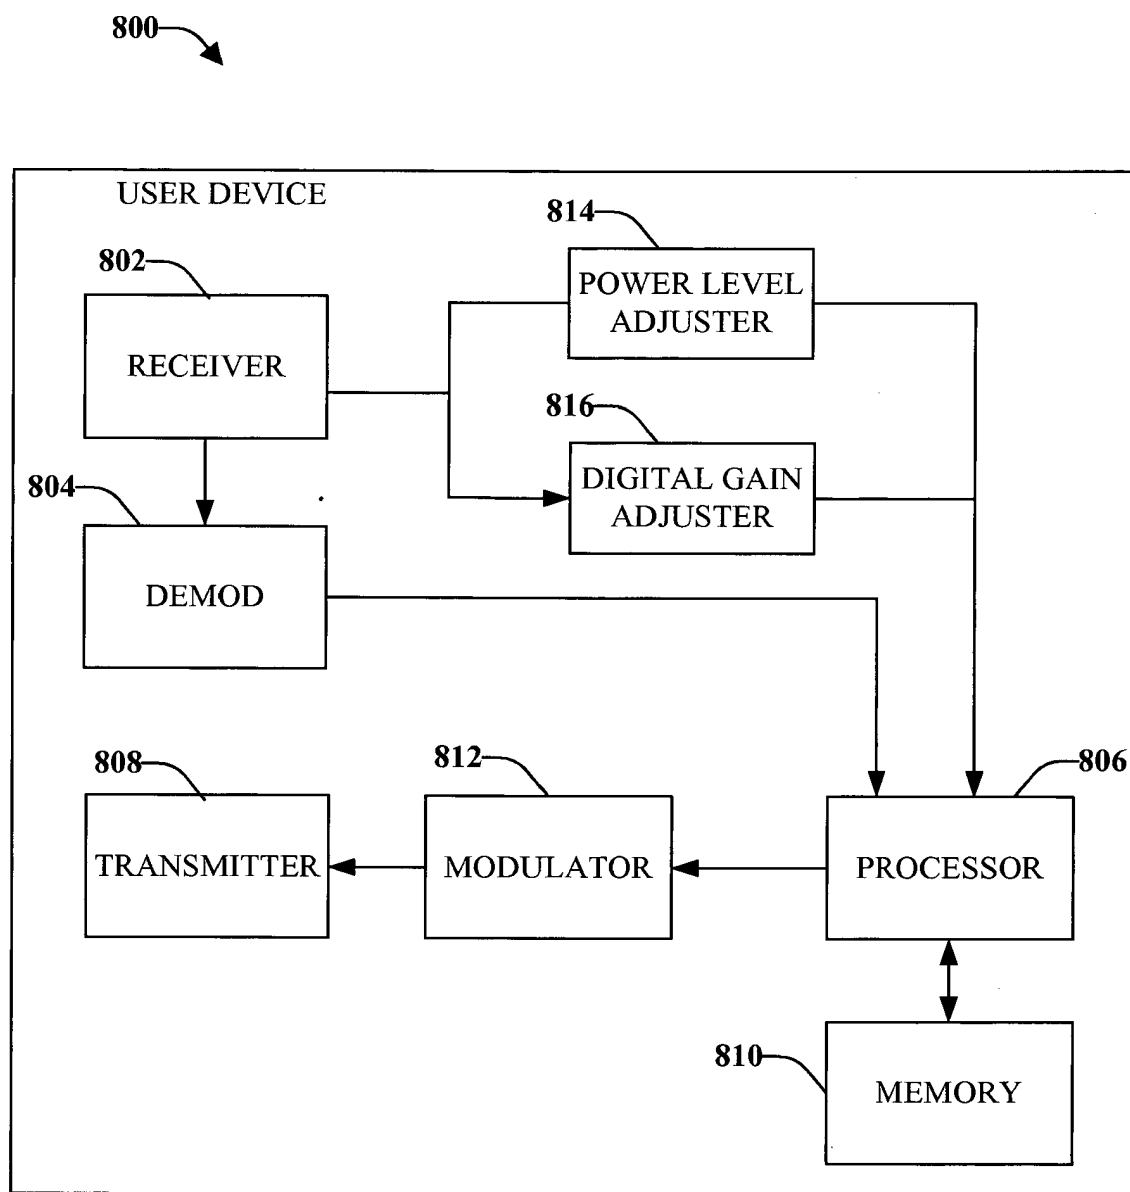 800
USER DEVICE
814
802
POWER LEVEL
ADJUSTER
RECEIVER
816
804
DIGITAL GAIN
ADJUSTER
DEMOD
808
812
806
TRANSMITTER
MODULATOR
PROCESSOR
810
MEMORY